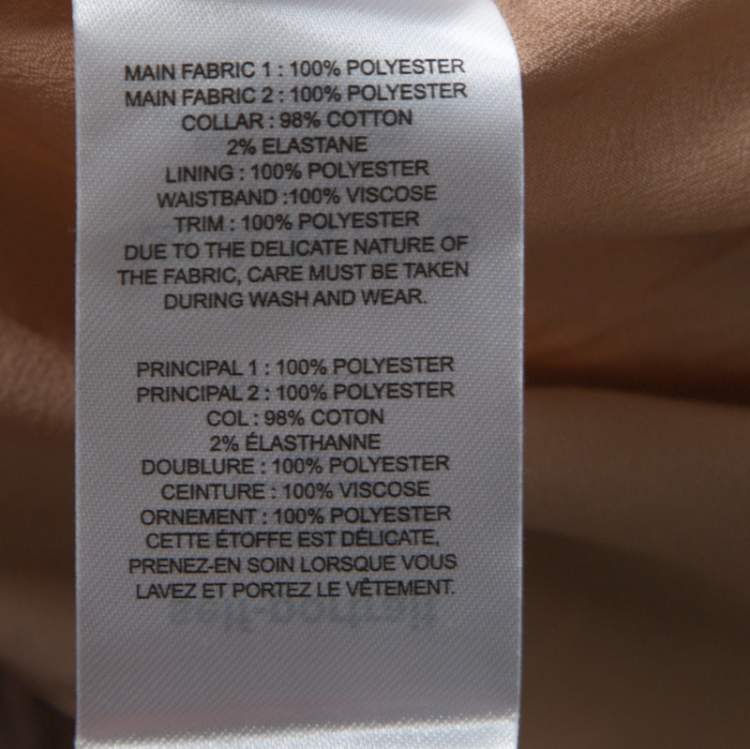 MAIN FABRIC 1 : 100% POLYESTER
MAIN FABRIC 2 : 100% POLYESTER
COLLAR : 98% COTTON
2% ELASTANE
LINING : 100% POLYESTER
WAISTBAND :100% VISCOSE
TRIM : 100% POLYESTER
DUE TO THE DELICATE NATURE OF
THE FABRIC, CARE MUST BE TAKEN
DURING WASH AND WEAR.
PRINCIPAL 1 : 100% POLYESTER
PRINCIPAL 2 : 100% POLYESTER
COL : 98% COTON
2% ÉLASTHANNE
DOUBLURE : 100% POLYESTER
CEINTURE : 100% VISCOSE
ORNEMENT : 100% POLYESTER
CETTE ÉTOFFE EST DÉLICATE,
PRENEZ-EN SOIN LORSQUE VOUS
LAVEZ ET PORTEZ LE VÊTEMENT.
self-portrait